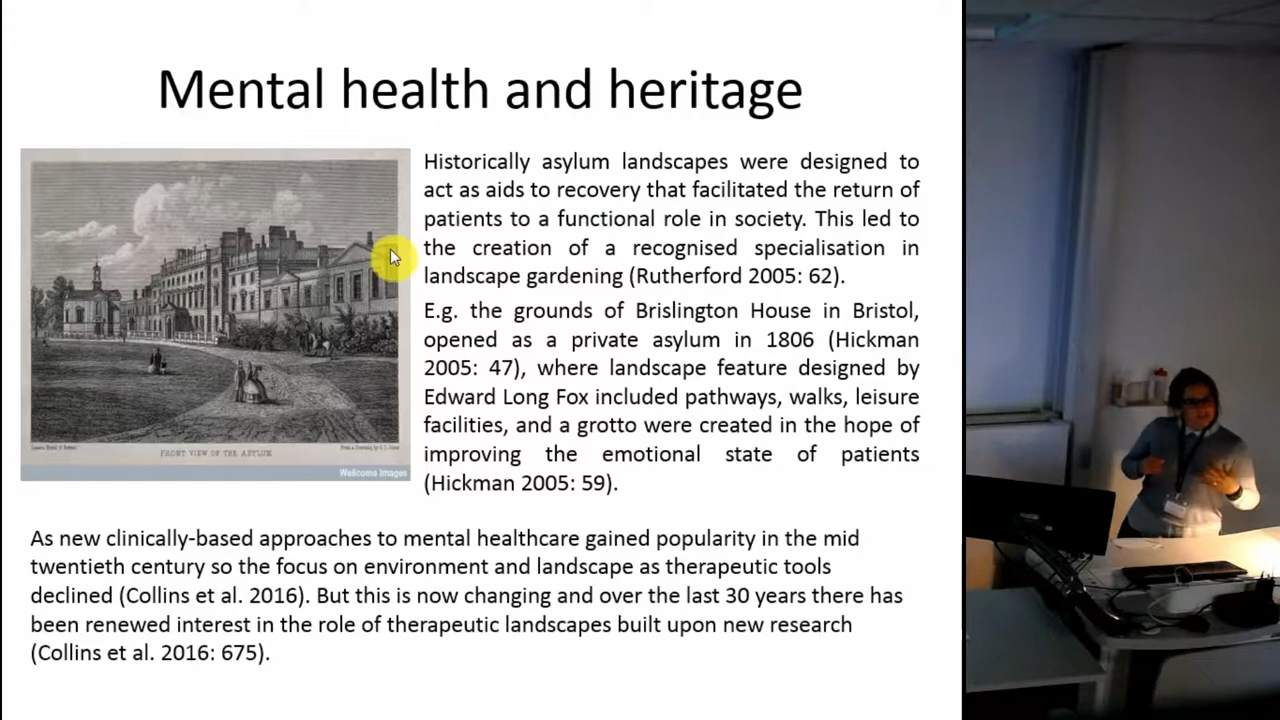 Mental health and heritage
Historically asylum landscapes were designed to
act as aids to recovery that facilitated the return of
patients to a functional role in society. This led to
the creation of a recognised specialisation in
landscape gardening (Rutherford 2005: 62).
E.g. the grounds of Brislington House in Bristol,
opened as a private asylum in 1806 (Hickman
2005: 47), where landscape feature designed by
Edward Long Fox included pathways, walks, leisure
facilities, and a grotto were created in the hope of
improving the emotional state of patients
(Hickman 2005: 59).
FRONT VIEW OF THE ASYLUM
Wellcome Images
As new clinically-based approaches to mental healthcare gained popularity in the mid
twentieth century so the focus on environment and landscape as therapeutic tools
declined (Collins et al. 2016). But this is now changing and over the last 30 years there has
been renewed interest in the role of therapeutic landscapes built upon new research
(Collins et al. 2016: 675).